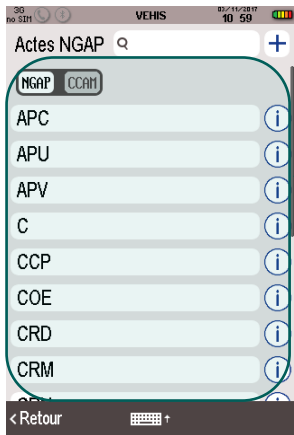 3G
no SIM
VEHIS
03/11/2017
10 59
Actes NGAP
+
NGAP CCAM
APC i
APU i
APV i
C i
CCP i
COE i
CRD i
CRM i
< Retour